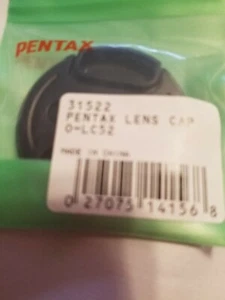 PENTAX
31522
PENTAX LENS CAP
O-LC52
MADE IN CHINA
0 27075 14156 8